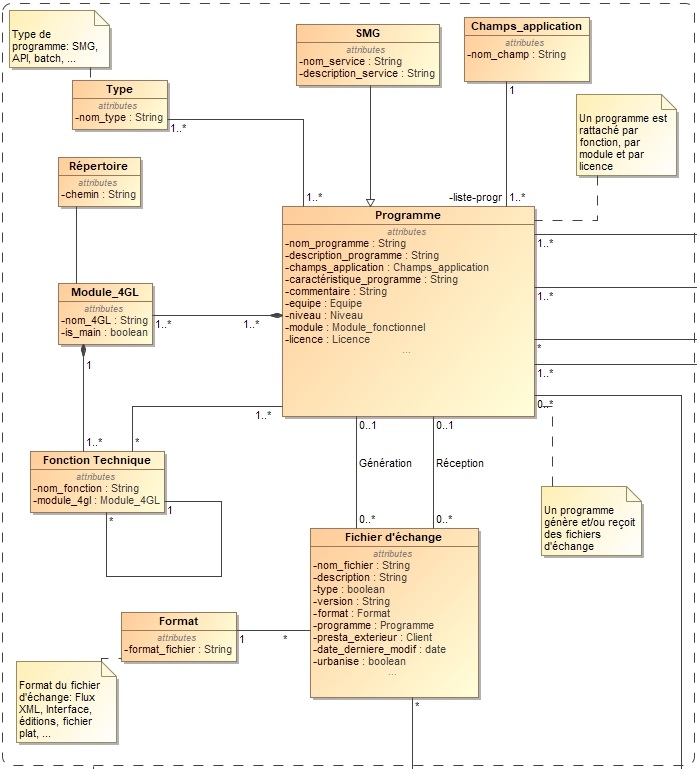 Type de
programme: SMG,
API, batch, ...
Type
attributes
-nom_type : String
1..*
1..*
SMG
attributes
-nom_service : String
-description_service : String
Champs_application
attributes
-nom_champ : String
1
-liste-progr
1..*
Un programme est
rattaché par
fonction, par
module et par
licence
Répertoire
attributes
-chemin : String
Module_4GL
attributes
-nom_4GL : String
-is_main : boolean
1..*
1..*
1
1..*
Programme
attributes
-nom_programme : String
-description_programme : String
-champs_application : Champs_application
-caractéristique_programme : String
-commentaire : String
-equipe : Equipe
-niveau : Niveau
-module : Module_fonctionnel
-licence : Licence
...
1..*
1..*
*
1..*
0..*
1..*
*
Fonction Technique
attributes
-nom_fonction : String
-module_4gl : Module_4GL
1
*
0..1
0..1
Génération
Réception
0..*
0..*
Un programme
génère et/ou reçoit
des fichiers
d'échange
Fichier d'échange
attributes
-nom_fichier : String
-description : String
-type : boolean
-version : String
-format : Format
-programme : Programme
-presta_exterieur : Client
-date_derniere_modif : date
-urbanise : boolean
...
*
Format
attributes
-format_fichier : String
1
*
Format du fichier
d'échange: Flux
XML, Interface,
éditions, fichier
plat, ...